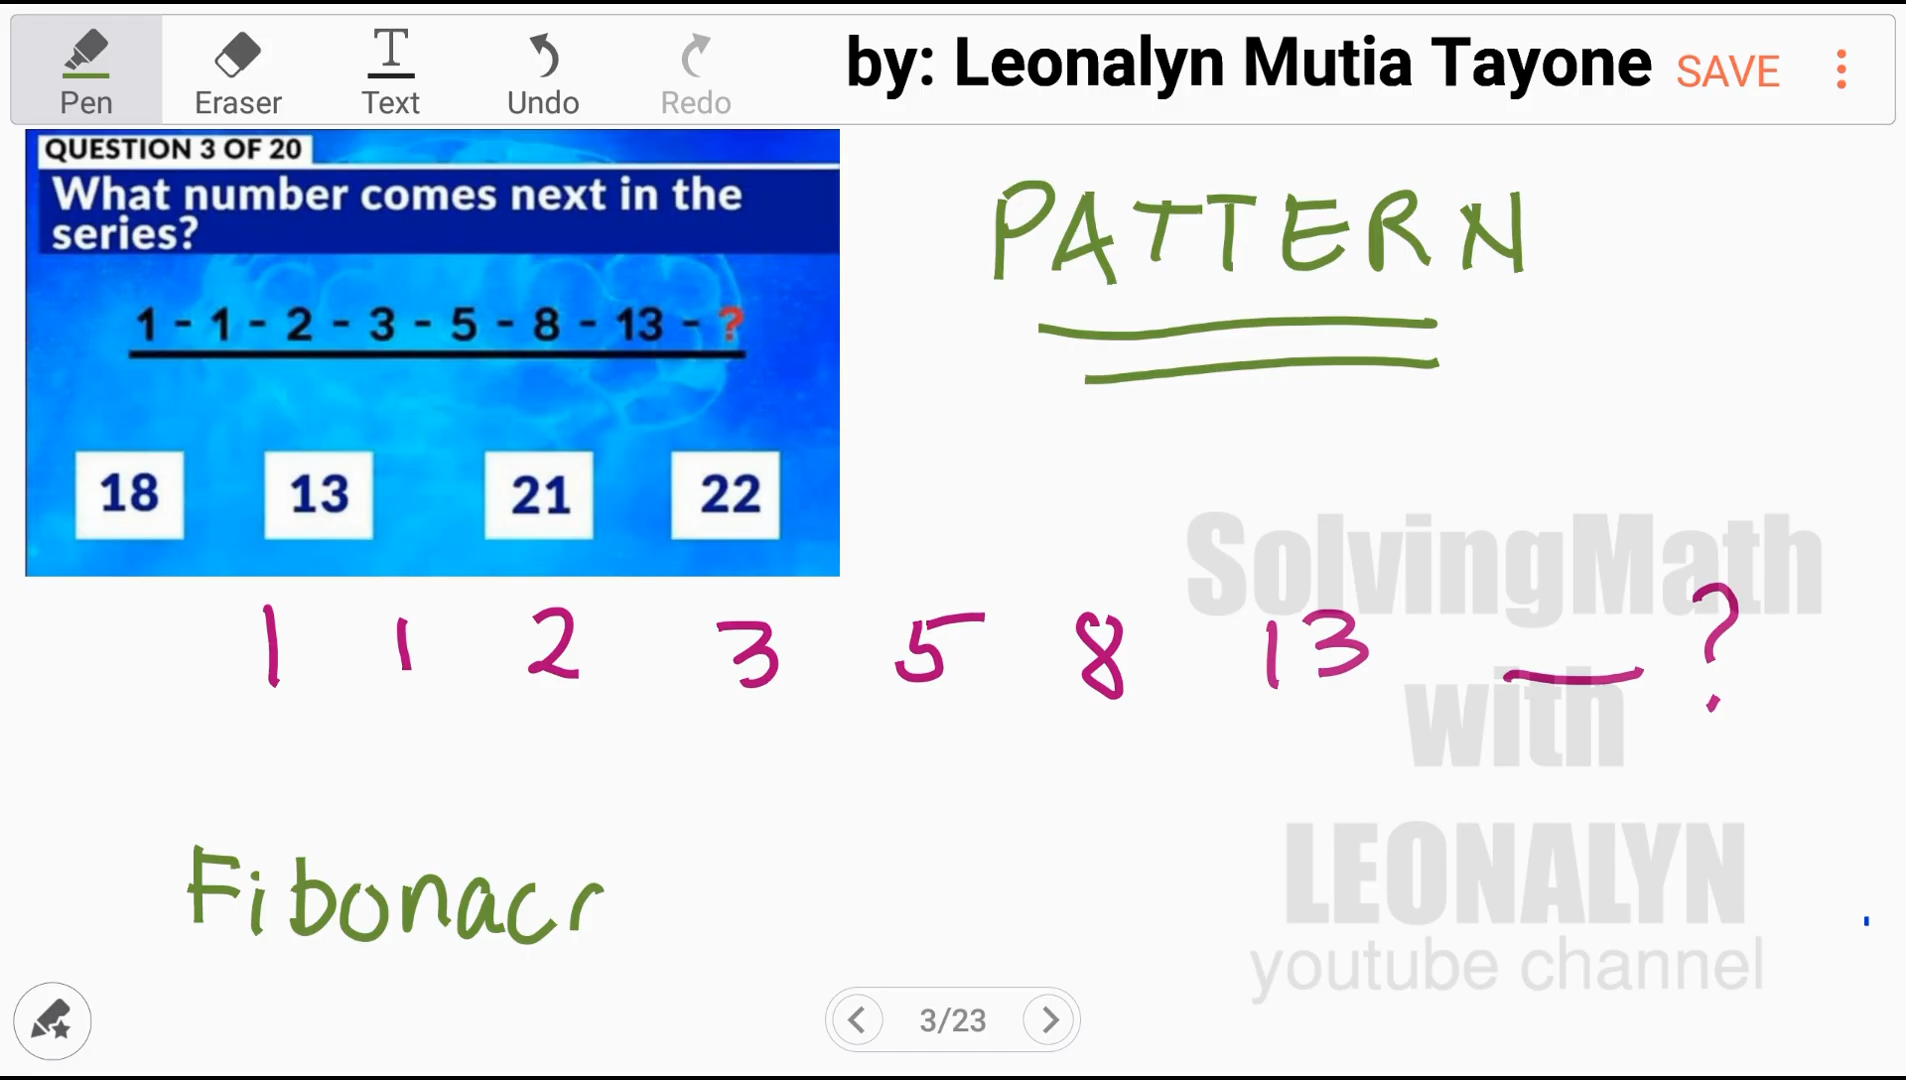 by: Leonalyn Mutia Tayone
SAVE
Pen
Eraser
Text
Undo
Redo
QUESTION 3 OF 20
What number comes next in the
series?
1 - 1 - 2 - 3 - 5 - 8 - 13 - ?
18 13 21 22
PATTERN
1 1 2 3 5 8 13 _ ?
SolvingMath
with
LEONALYN
youtube channel
Fibonacc
3/23